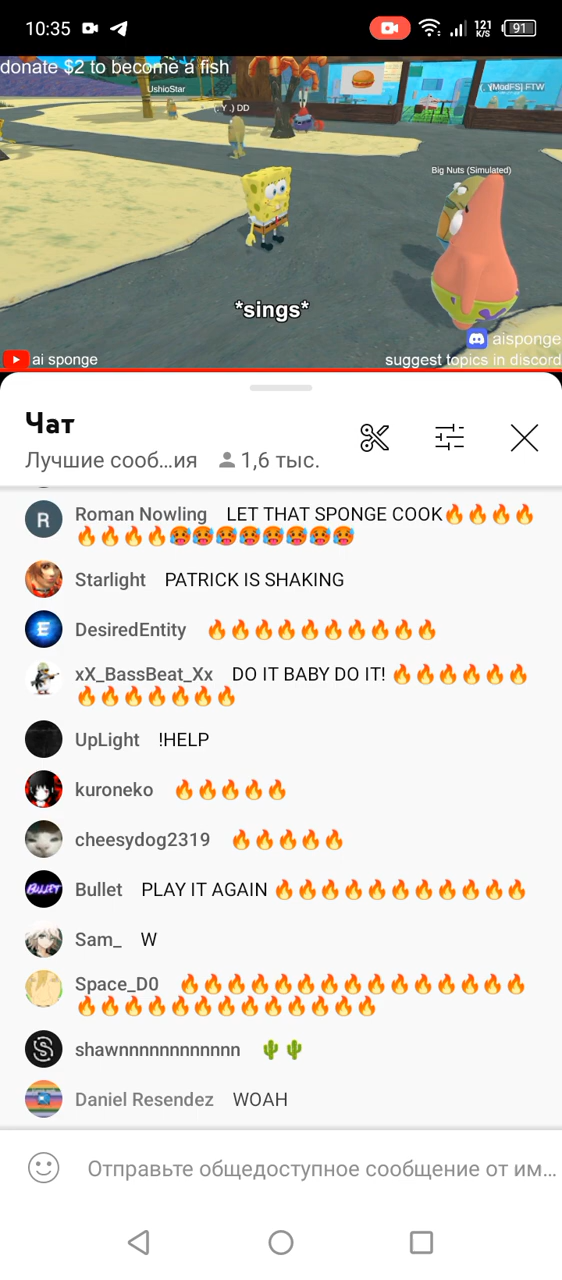 10:35
121
K/S
91
donate $2 to become a fish
UshioStar
(. Y .) DD
[ModFS] FTW
Big Nuts (Simulated)
*sings*
aisponge
ai sponge
suggest topics in discord
Чат
Лучшие сооб...ия 1,6 тыс.
R
Roman Nowling LET THAT SPONGE COOK🔥🔥🔥🔥
🔥🔥🔥🔥🥵🥵🥵🥵🥵🥵🥵🥵
Starlight PATRICK IS SHAKING
E
DesiredEntity 🔥🔥🔥🔥🔥🔥🔥🔥🔥🔥
xX_BassBeat_Xx DO IT BABY DO IT! 🔥🔥🔥🔥🔥🔥
🔥🔥🔥🔥🔥🔥🔥
UpLight !HELP
kuroneko 🔥🔥🔥🔥🔥
cheesydog2319 🔥🔥🔥🔥🔥
BULLET
Bullet PLAY IT AGAIN 🔥🔥🔥🔥🔥🔥🔥🔥🔥🔥🔥
Sam_ W
Space_D0 🔥🔥🔥🔥🔥🔥🔥🔥🔥🔥🔥🔥🔥🔥🔥
🔥🔥🔥🔥🔥🔥🔥🔥🔥🔥🔥🔥🔥
shawnnnnnnnnnnnn 🌵🌵
Daniel Resendez WOAH
Отправьте общедоступное сообщение от им...